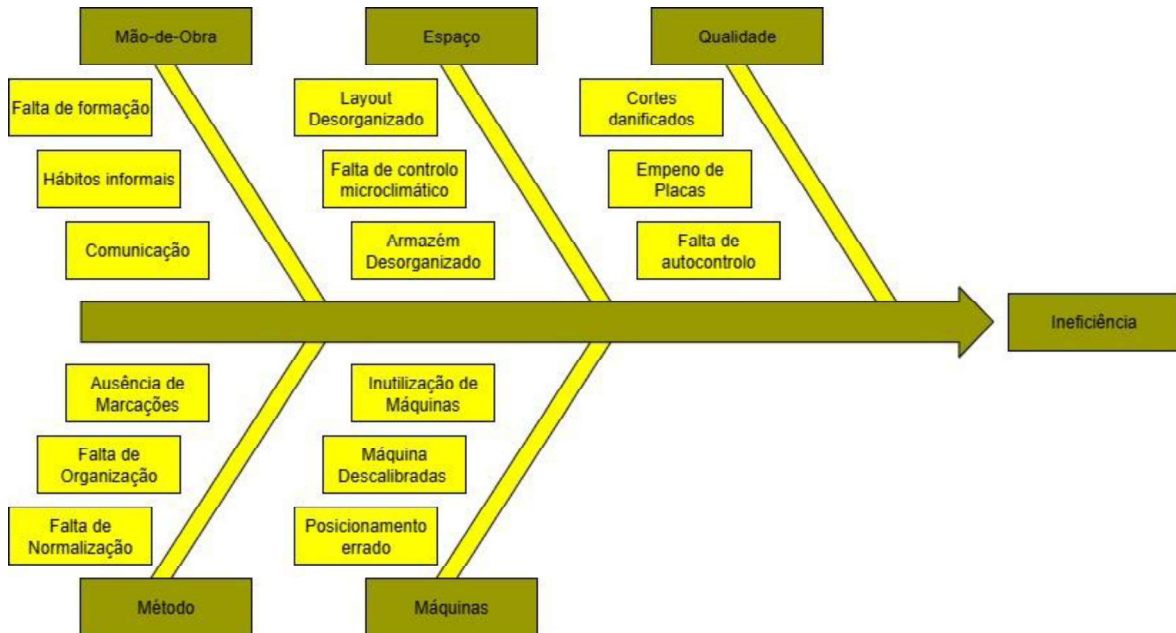 Mão-de-Obra
Espaço
Qualidade
Falta de formação
Hábitos informais
Comunicação
Layout
Desorganizado
Falta de controlo
microclimático
Armazém
Desorganizado
Cortes
danificados
Empeno de
Placas
Falta de
autocontrolo
Ineficiência
Ausência de
Marcações
Falta de
Organização
Falta de
Normalização
Inutilização de
Máquinas
Máquina
Descalibradas
Posicionamento
errado
Método
Máquinas